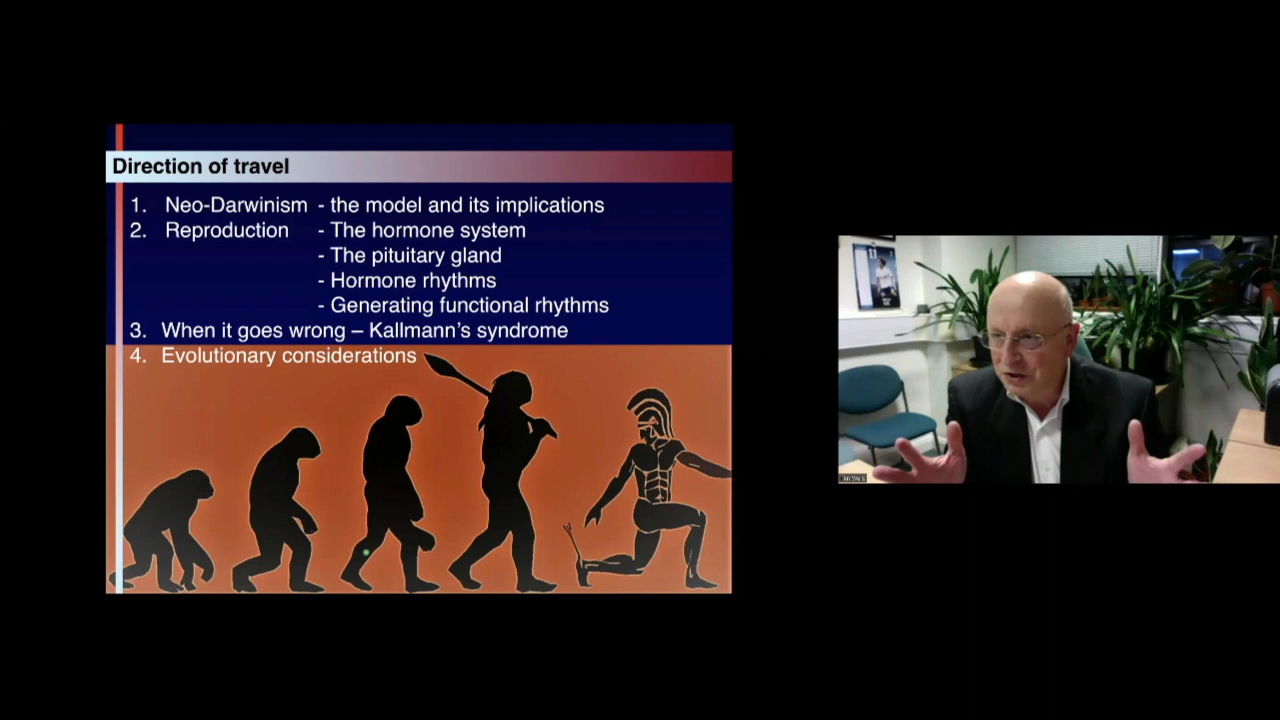 Direction of travel
1. Neo-Darwinism - the model and its implications
2. Reproduction - The hormone system
- The pituitary gland
- Hormone rhythms
- Generating functional rhythms
3. When it goes wrong – Kallmann's syndrome
4. Evolutionary considerations
11